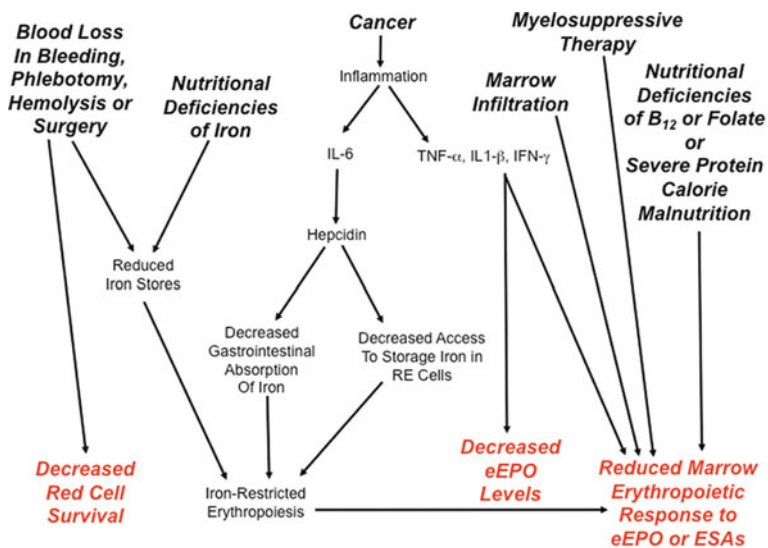 Blood Loss
In Bleeding,
Phlebotomy,
Hemolysis or
Surgery
Nutritional
Deficiencies
of Iron
Cancer
Inflammation
IL-6
TNF-α, IL1-β, IFN-γ
Marrow
Infiltration
Myelosuppressive
Therapy
Nutritional
Deficiencies
of B₁₂ or Folate
or
Severe Protein
Calorie
Malnutrition
Hepcidin
Reduced
Iron Stores
Decreased
Gastrointestinal
Absorption
Of Iron
Decreased Access
To Storage Iron in
RE Cells
Decreased
Red Cell
Survival
Iron-Restricted
Erythropoiesis
Decreased
eEPO
Levels
Reduced Marrow
Erythropoietic
Response to
eEPO or ESAs